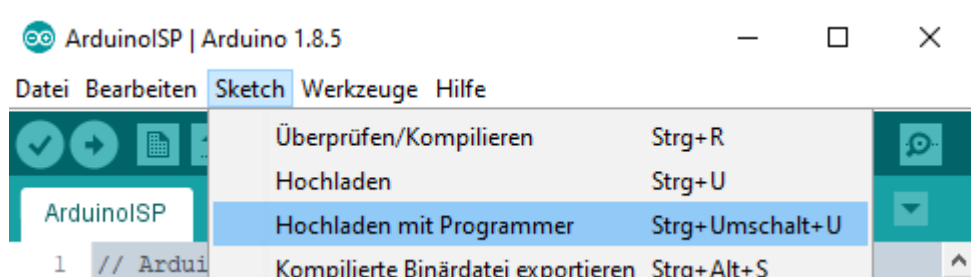 ArduinoISP | Arduino 1.8.5
Datei Bearbeiten Sketch Werkzeuge Hilfe
Überprüfen/Kompilieren Strg+R
Hochladen Strg+U
ArduinoISP
Hochladen mit Programmer Strg+Umschalt+U
1 // Ardui
Kompilierte Binärdatei exportieren Strg+Alt+S